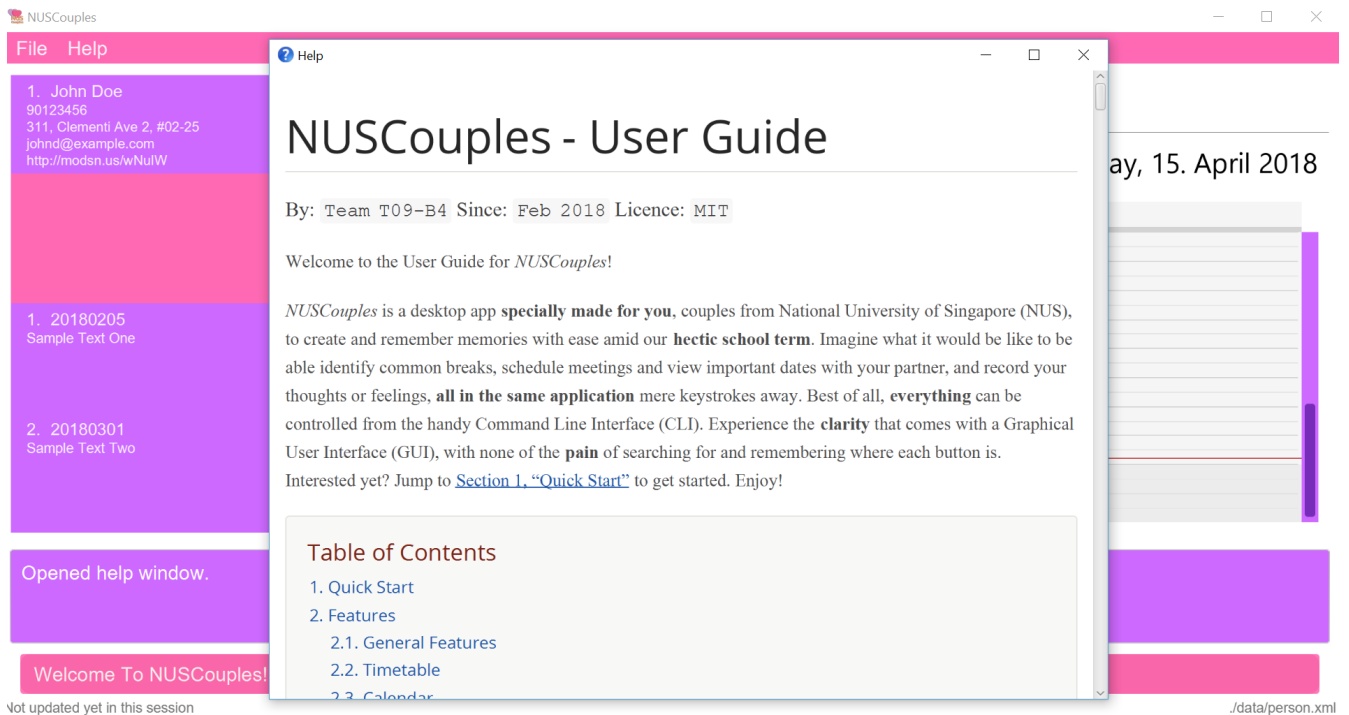 NUSCouples
File Help
1. John Doe
90123456
311, Clementi Ave 2, #02-25
johnd@example.com
http://modsn.us/wNuIW
1. 20180205
Sample Text One
2. 20180301
Sample Text Two
Help
NUSCouples - User Guide
By: Team T09-B4 Since: Feb 2018 Licence: MIT
Welcome to the User Guide for NUSCouples!
NUSCouples is a desktop app specially made for you, couples from National University of Singapore (NUS),
to create and remember memories with ease amid our hectic school term. Imagine what it would be like to be
able identify common breaks, schedule meetings and view important dates with your partner, and record your
thoughts or feelings, all in the same application mere keystrokes away. Best of all, everything can be
controlled from the handy Command Line Interface (CLI). Experience the clarity that comes with a Graphical
User Interface (GUI), with none of the pain of searching for and remembering where each button is.
Interested yet? Jump to Section 1, “Quick Start” to get started. Enjoy!
Table of Contents
1. Quick Start
2. Features
2.1. General Features
2.2. Timetable
2.3. Calendar
ay, 15. April 2018
Opened help window.
Welcome To NUSCouples!
Not updated yet in this session
./data/person.xml